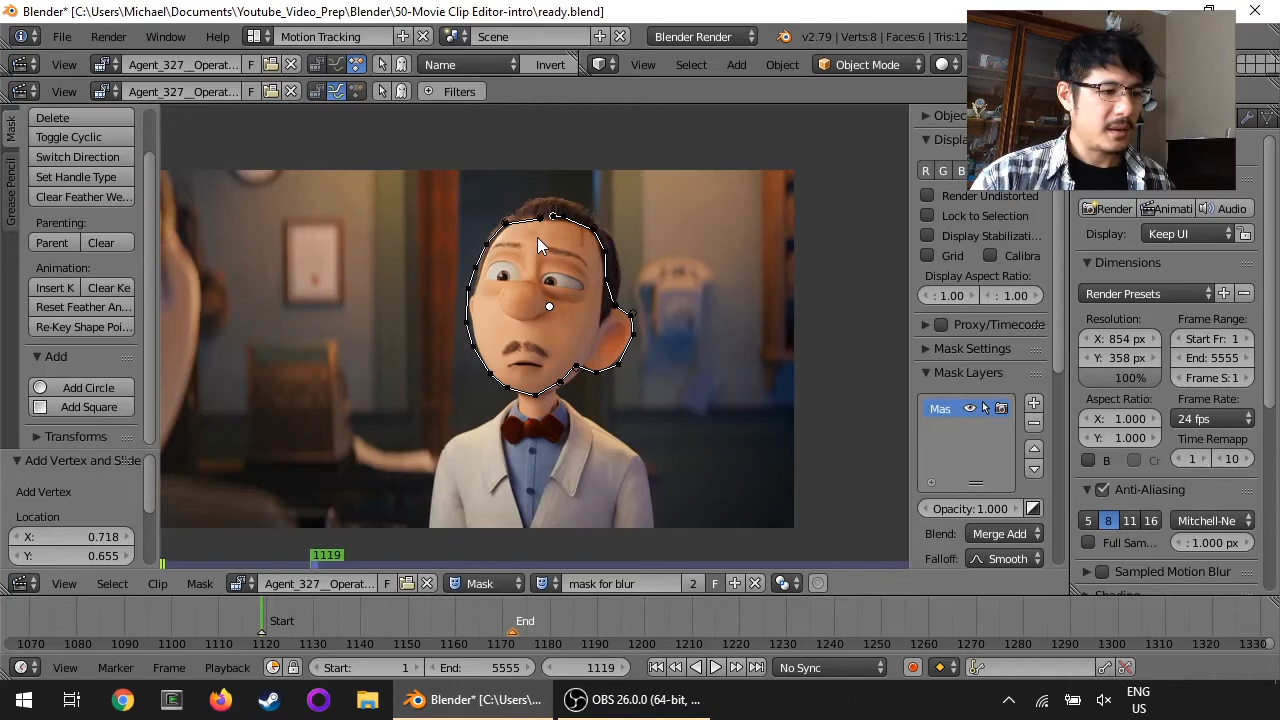 Blender* [C:\Users\Michael\Documents\Youtube_Video_Prep\Blender\50-Movie Clip Editor-intro\ready.blend]
File Render Window Help Motion Tracking Scene Blender Render v2.79 | Verts:8 | Faces:6 | Tris:12
View Agent_327__Operat... F Name Invert View Select Add Object Object Mode
View Agent_327__Operat... F Filters
Mask
Grease Pencil
Delete
Toggle Cyclic
Switch Direction
Set Handle Type
Clear Feather We...
Parenting:
Parent Clear
Animation:
Insert K Clear Ke
Reset Feather An...
Re-Key Shape Poi...
Add
Add Circle
Add Square
Transforms
Add Vertex and Slide
Add Vertex
Location
X: 0.718
Y: 0.655
1119
Objec
Display
R G B
Render Undistorted
Lock to Selection
Display Stabilizati...
Grid Calibra
Display Aspect Ratio:
: 1.00 : 1.00
Proxy/Timecode
Mask Settings
Mask Layers
Mas
Opacity: 1.000
Blend: Merge Add
Falloff: Smooth
Render Animati Audio
Display: Keep UI
Dimensions
Render Presets
Resolution: Frame Range:
X: 854 px Start Fr: 1
Y: 358 px End: 5555
100% Frame S: 1
Aspect Ratio: Frame Rate:
X: 1.000 24 fps
Y: 1.000 Time Remapp
B Cr 1 10
Anti-Aliasing
5 8 11 16 Mitchell-Ne
Full Sam... : 1.000 px
Sampled Motion Blur
View Select Clip Mask Agent_327__Operat... F Mask mask for blur 2 F
Start End
1070 1080 1090 1100 1110 1120 1130 1140 1150 1160 1170 1180 1190 1200 1210 1220 1230 1240 1250 1260 1270 1280 1290 1300 1310 1320 1330
View Marker Frame Playback Start: 1 End: 5555 1119 No Sync
Blender* [C:\Users\... OBS 26.0.0 (64-bit, ... ENG
US